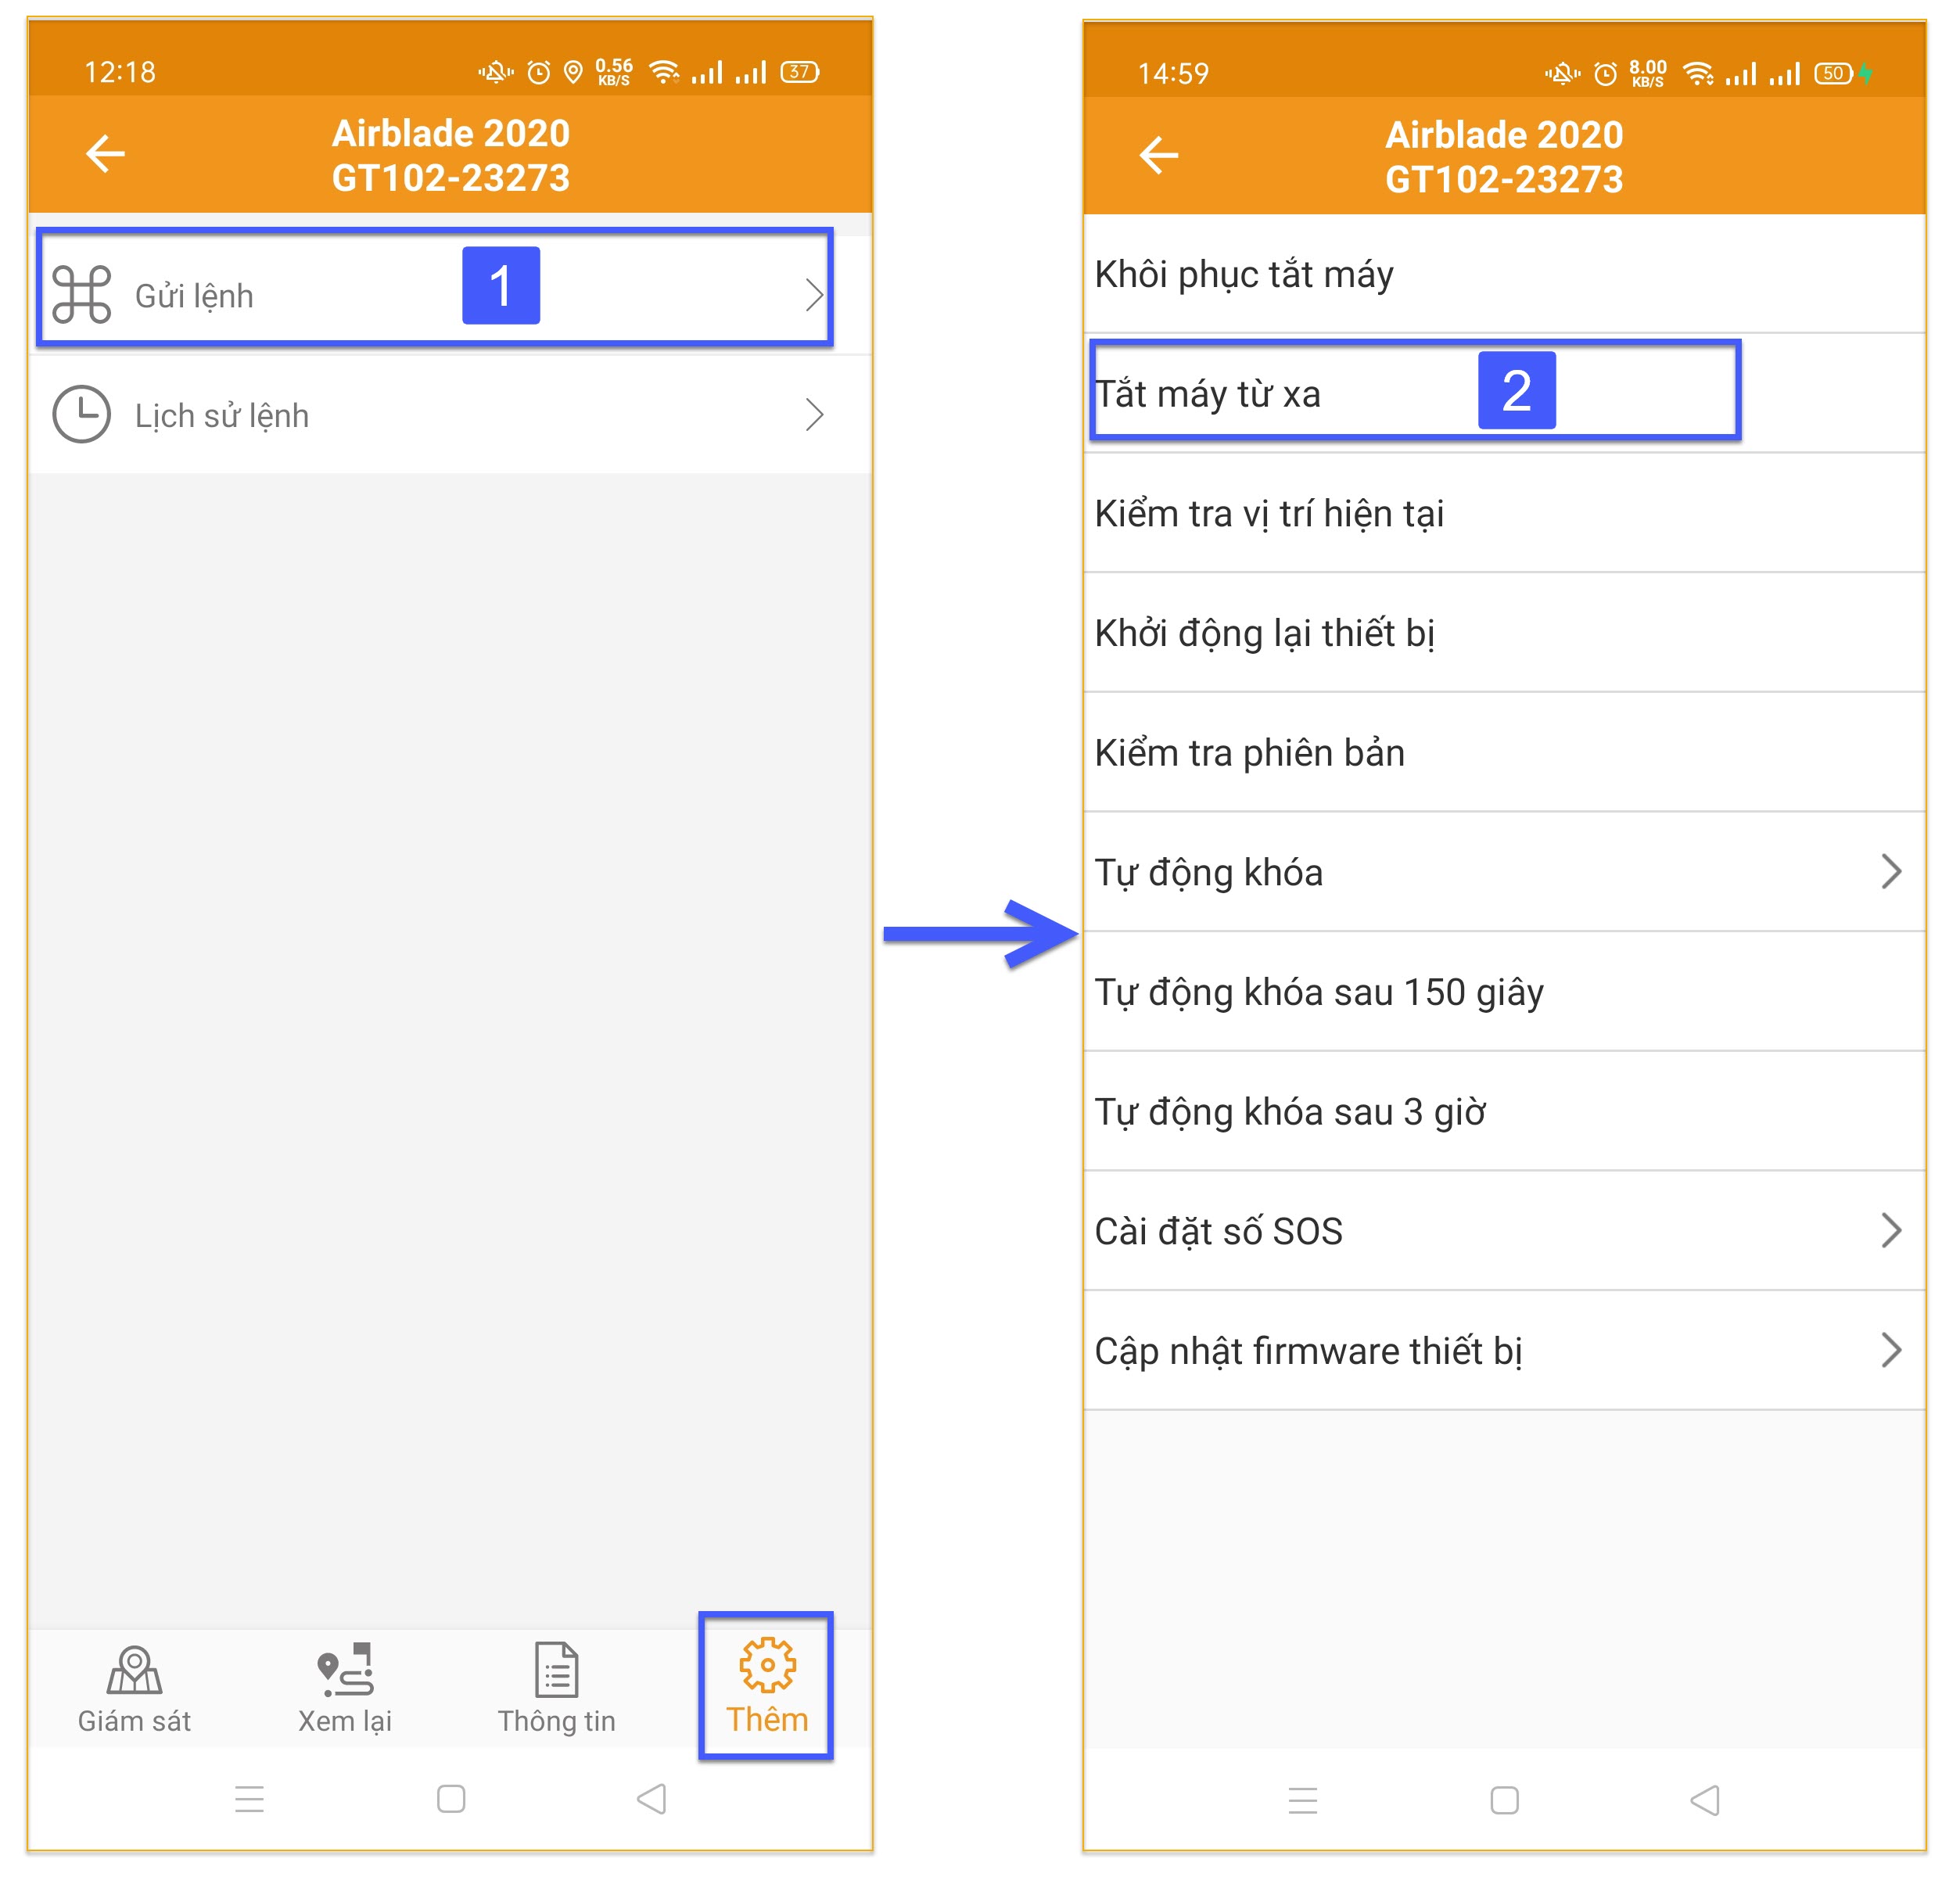 12:18
0.56
KB/S
37
Airblade 2020
GT102-23273
Gửi lệnh
1
Lịch sử lệnh
Giám sát
Xem lại
Thông tin
Thêm
14:59
8.00
KB/S
50
Airblade 2020
GT102-23273
Khôi phục tắt máy
Tắt máy từ xa
2
Kiểm tra vị trí hiện tại
Khởi động lại thiết bị
Kiểm tra phiên bản
Tự động khóa
Tự động khóa sau 150 giây
Tự động khóa sau 3 giờ
Cài đặt số SOS
Cập nhật firmware thiết bị